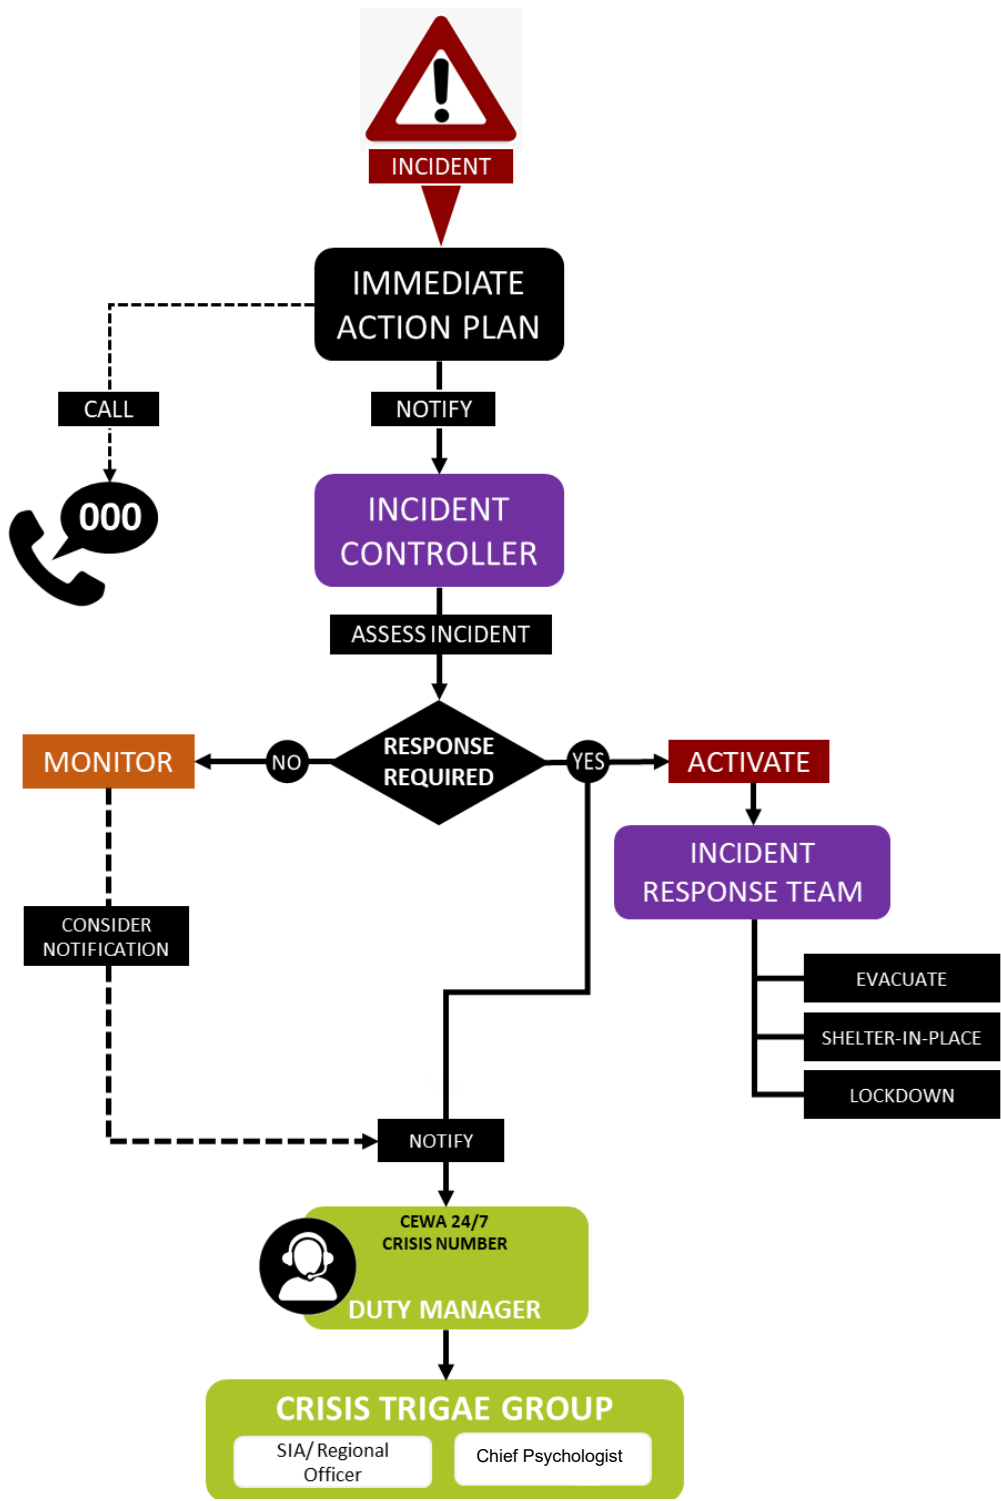 INCIDENT
IMMEDIATE
ACTION PLAN
CALL
NOTIFY
000
INCIDENT
CONTROLLER
ASSESS INCIDENT
RESPONSE
REQUIRED
NO
YES
MONITOR
ACTIVATE
INCIDENT
RESPONSE TEAM
CONSIDER
NOTIFICATION
EVACUATE
SHELTER-IN-PLACE
LOCKDOWN
NOTIFY
CEWA 24/7
CRISIS NUMBER
DUTY MANAGER
CRISIS TRIGAE GROUP
SIA/ Regional
Officer
Chief Psychologist